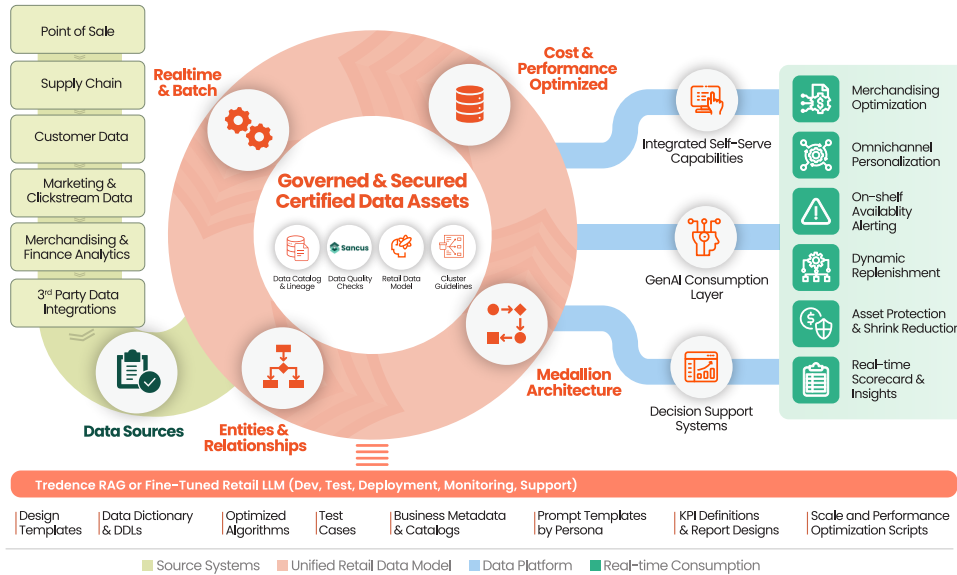 Point of Sale
Supply Chain
Customer Data
Marketing &
Clickstream Data
Merchandising &
Finance Analytics
3rd Party Data
Integrations
Data Sources
Realtime
& Batch
Cost &
Performance
Optimized
Governed & Secured
Certified Data Assets
Sancus
Data Catalog
& Lineage
Data Quality
Checks
Retail Data
Model
Cluster
Guidelines
Entities &
Relationships
Medallion
Architecture
Integrated Self-Serve
Capabilities
GenAI Consumption
Layer
Decision Support
Systems
Merchandising
Optimization
Omnichannel
Personalization
On-shelf
Availablity
Alerting
Dynamic
Replenishment
Asset Protection
& Shrink Reduction
Real-time
Scorecard &
Insights
Tredence RAG or Fine-Tuned Retail LLM (Dev, Test, Deployment, Monitoring, Support)
Design
Templates
Data Dictionary
& DDLs
Optimized
Algorithms
Test
Cases
Business Metadata
& Catalogs
Prompt Templates
by Persona
KPI Definitions
& Report Designs
Scale and Performance
Optimization Scripts
Source Systems
Unified Retail Data Model
Data Platform
Real-time Consumption